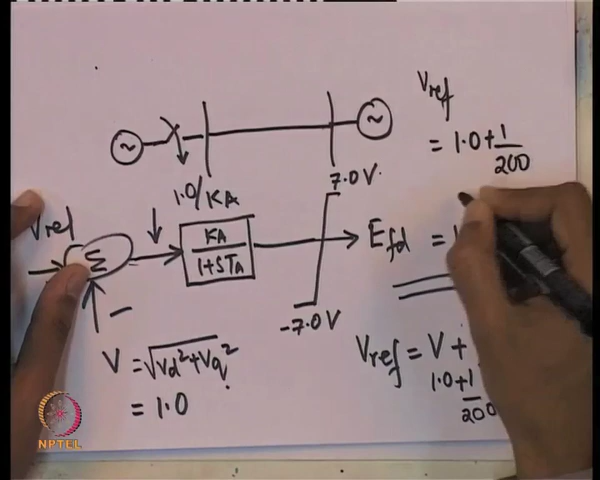 Vref
= 1.0 + 1/200
1.0/KA
7.0 V.
Vref
Σ
KA
1+STA
Efd =
-7.0 V
V = √Vd² + Vq²
= 1.0
Vref = V +
1.0 + 1/200
NPTEL